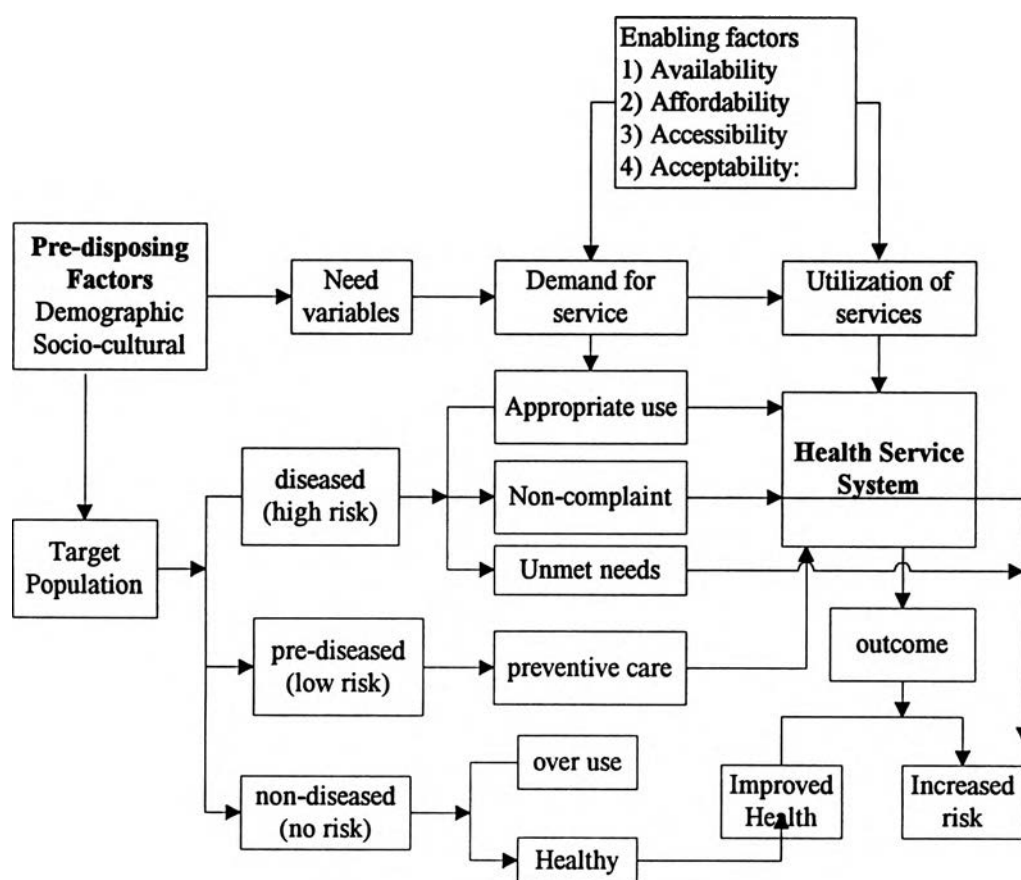 Enabling factors
1) Availability
2) Affordability
3) Accessibility
4) Acceptability:
Pre-disposing
Factors
Demographic
Socio-cultural
Need
variables
Demand for
service
Utilization of
services
Appropriate use
Health Service
System
diseased
(high risk)
Non-complaint
Target
Population
Unmet needs
pre-diseased
(low risk)
preventive care
outcome
non-diseased
(no risk)
over use
Healthy
Improved
Health
Increased
risk